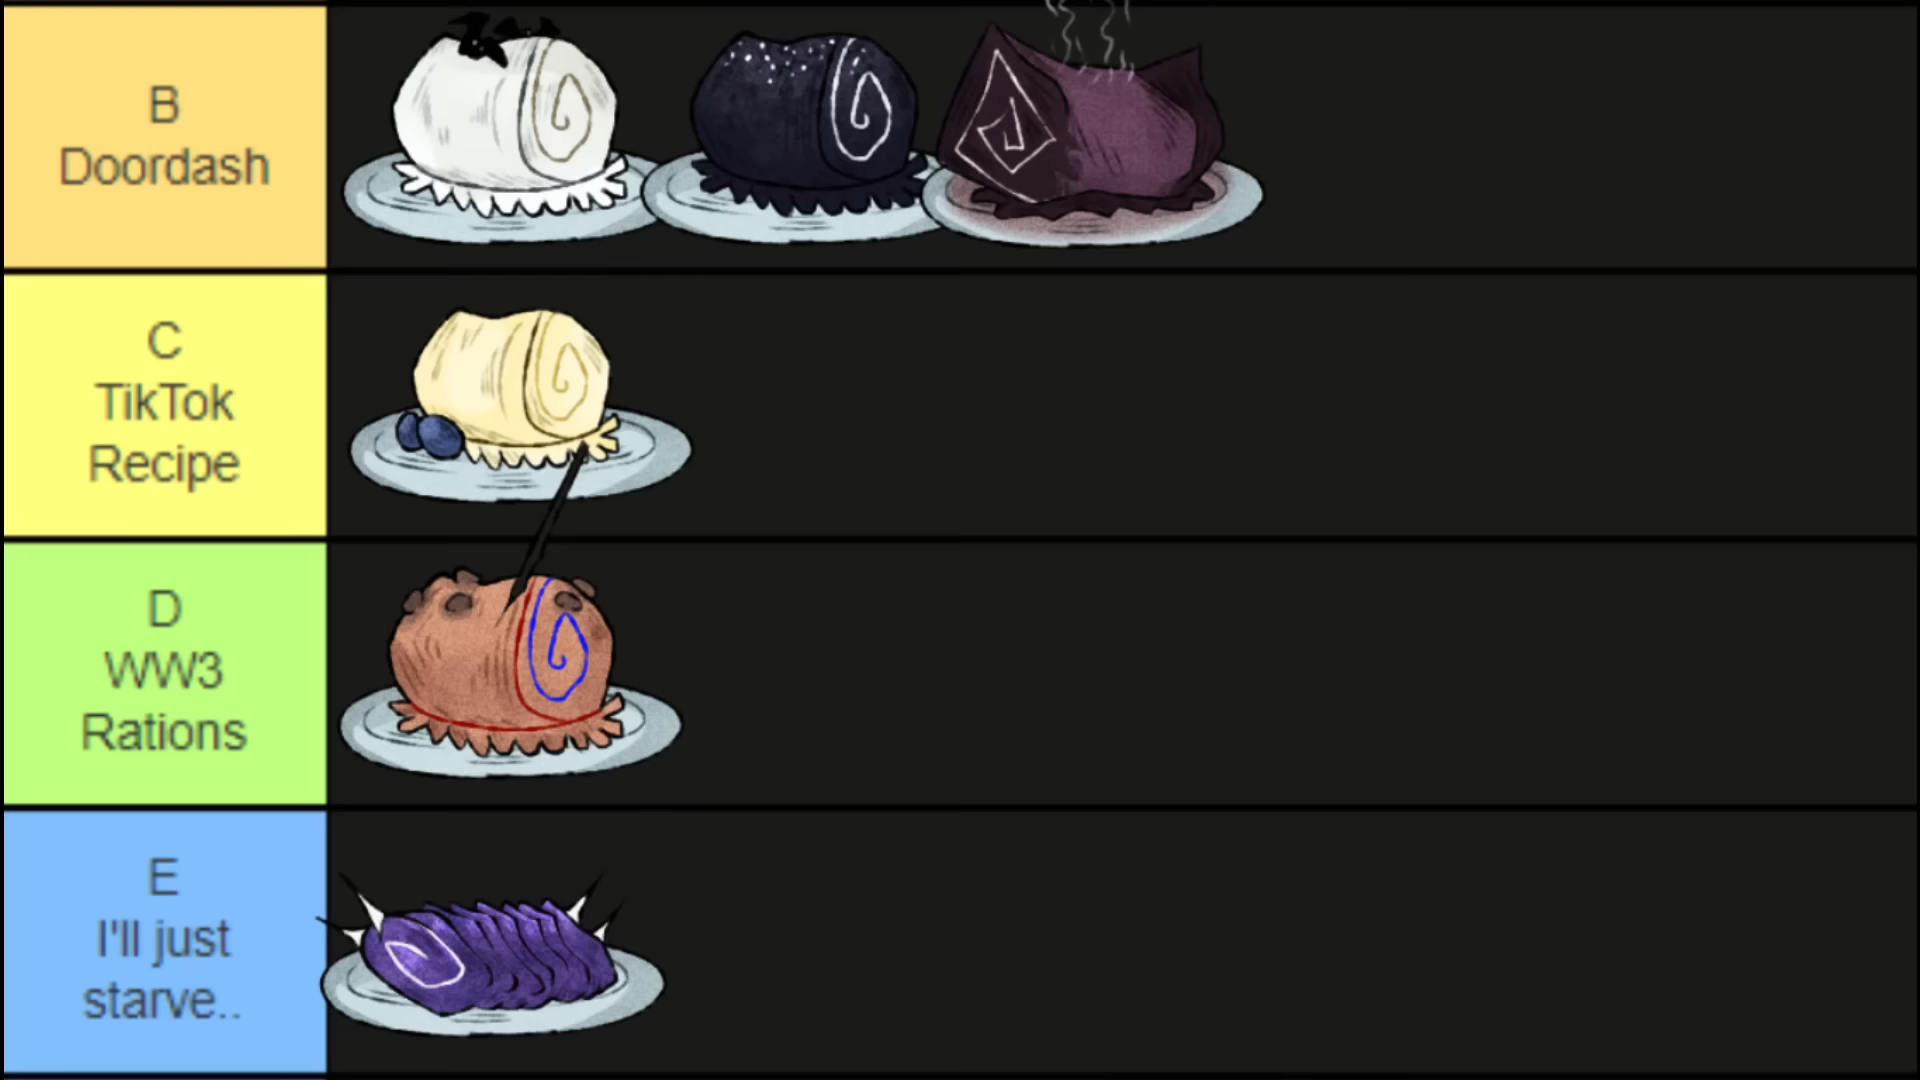 B
Doordash
C
TikTok
Recipe
D
WW3
Rations
E
I'll just
starve..